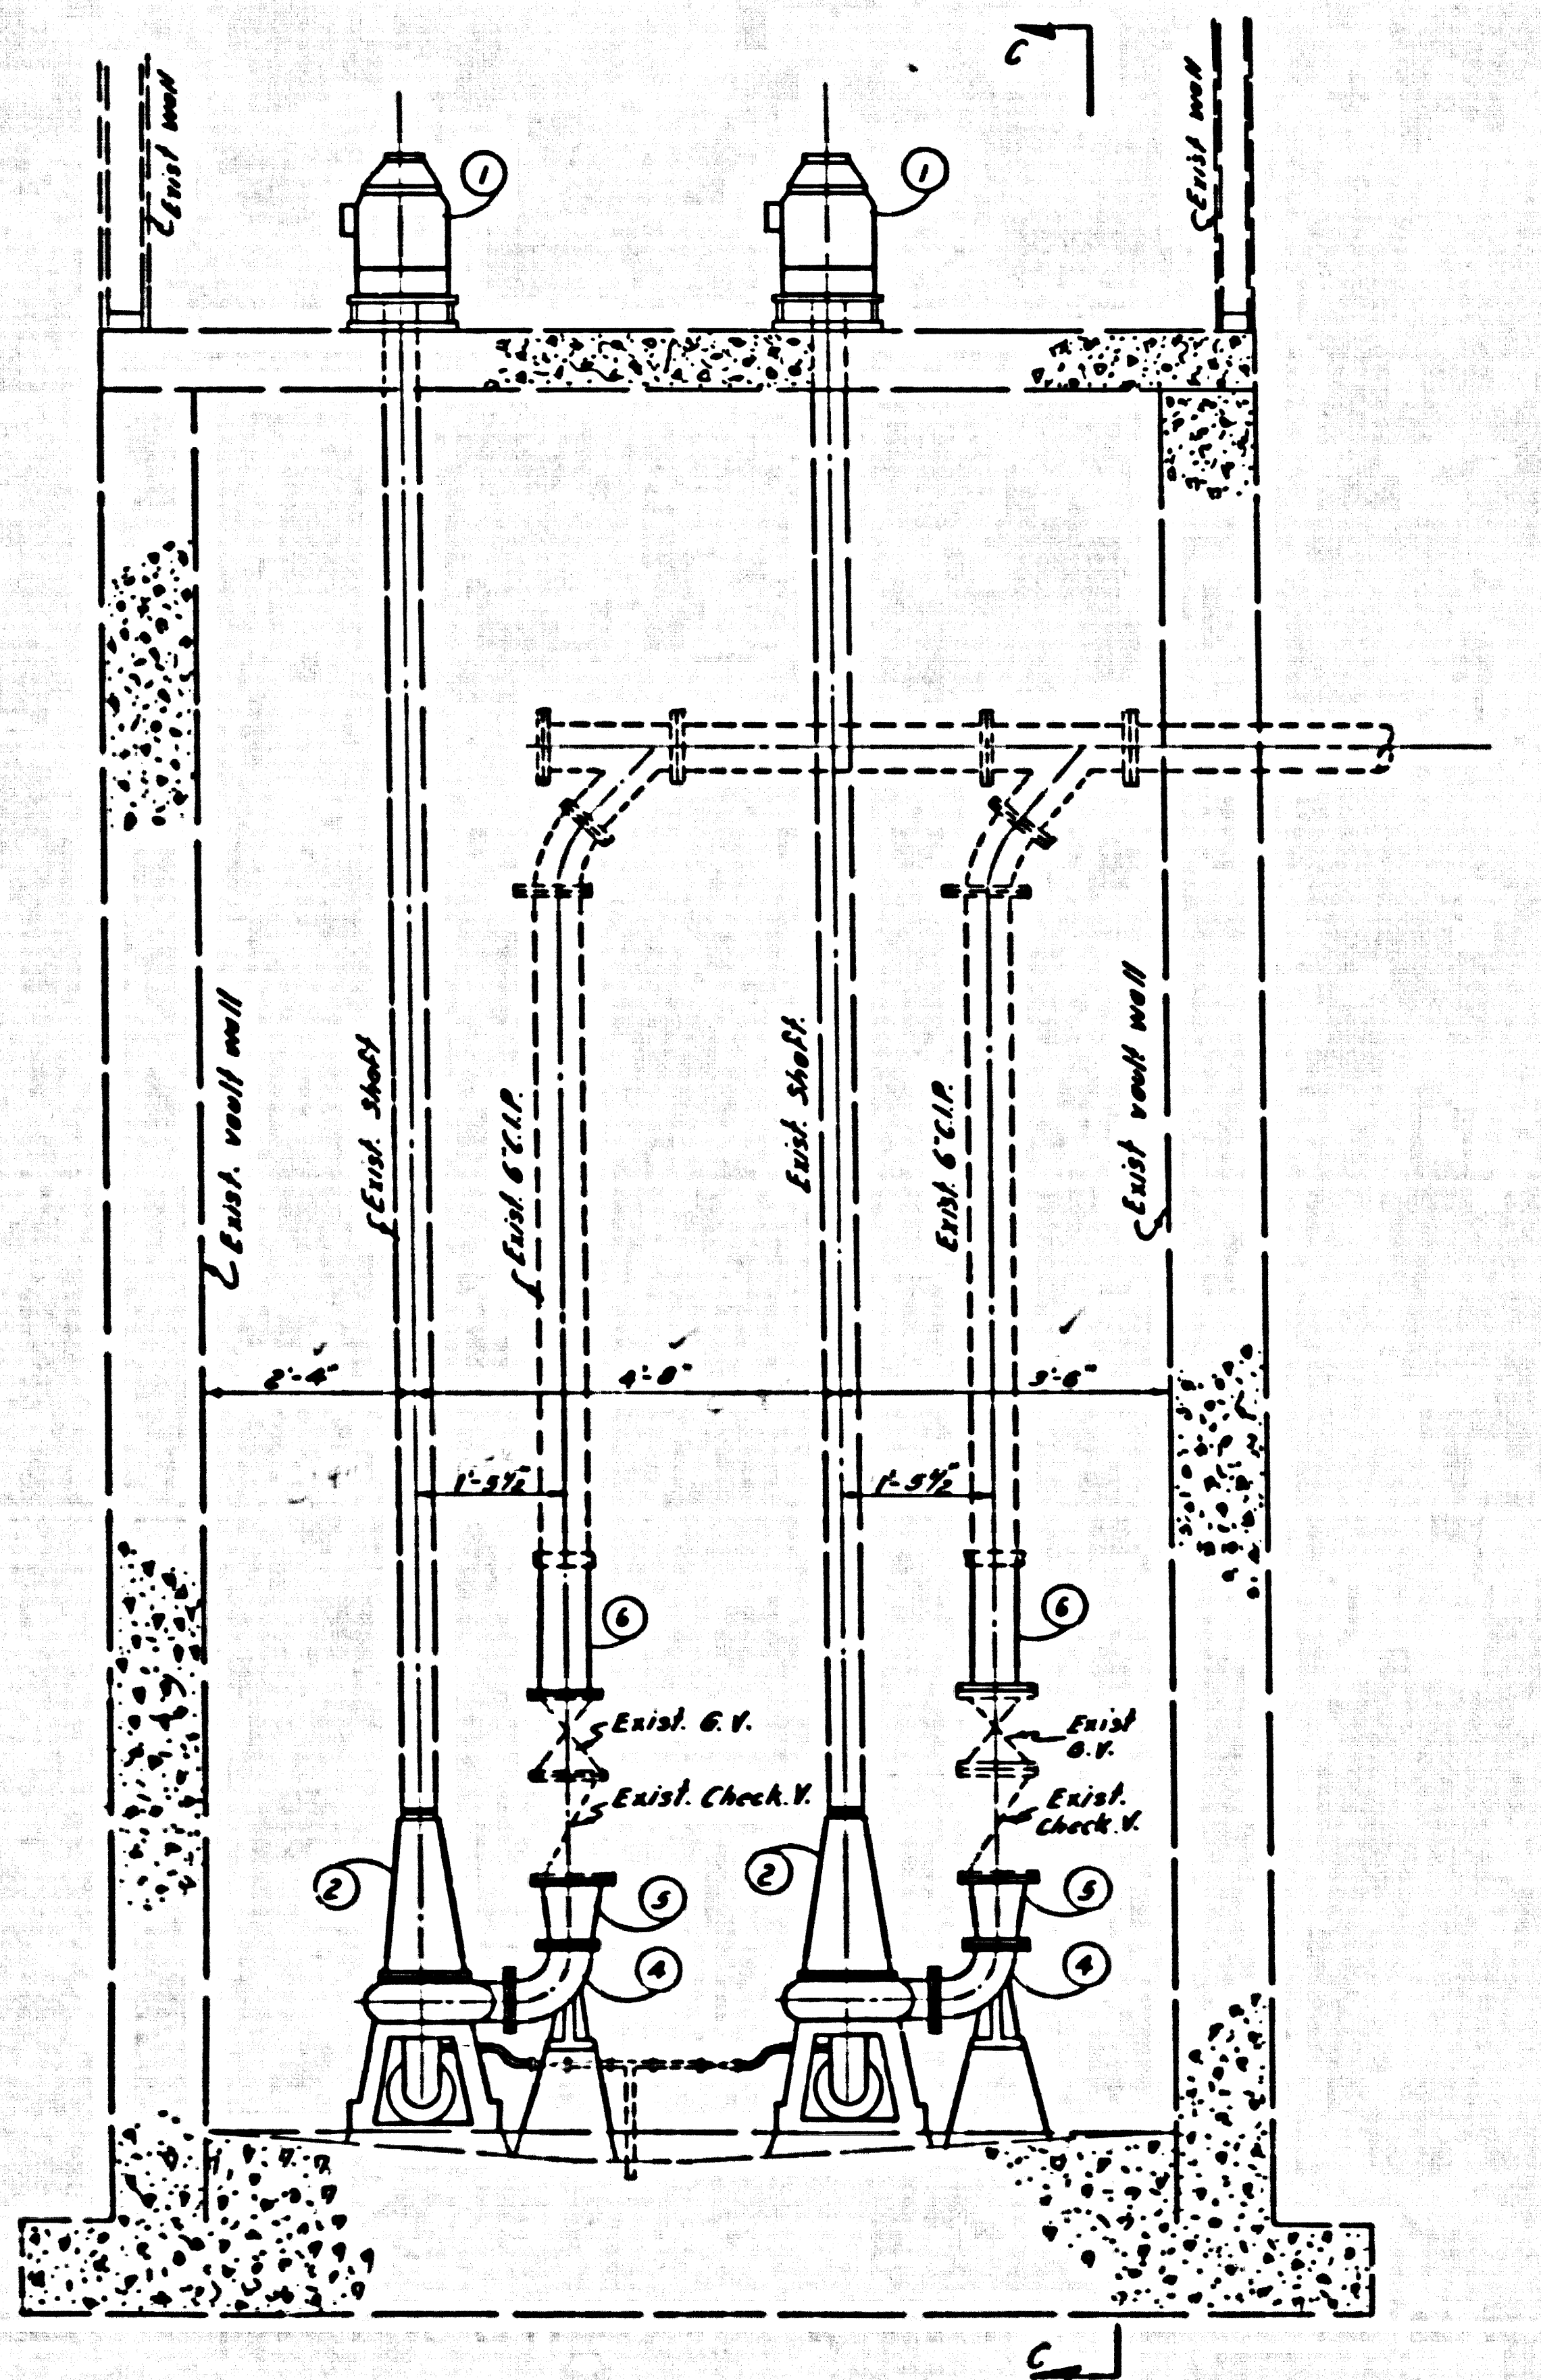 C
Exist wall
Exist wall
1
1
Exist. vault wall
Exist. shaft
Exist. 6" C.I.P.
Exist. shaft.
Exist. 6" C.I.P.
Exist vault wall
2'-4"
4'-8"
3'-6"
1'-5½"
1'-5½"
6
6
Exist. G.V.
Exist
G.V.
Exist. Check.V.
Exist.
Check.V.
2
5
2
5
4
4
C